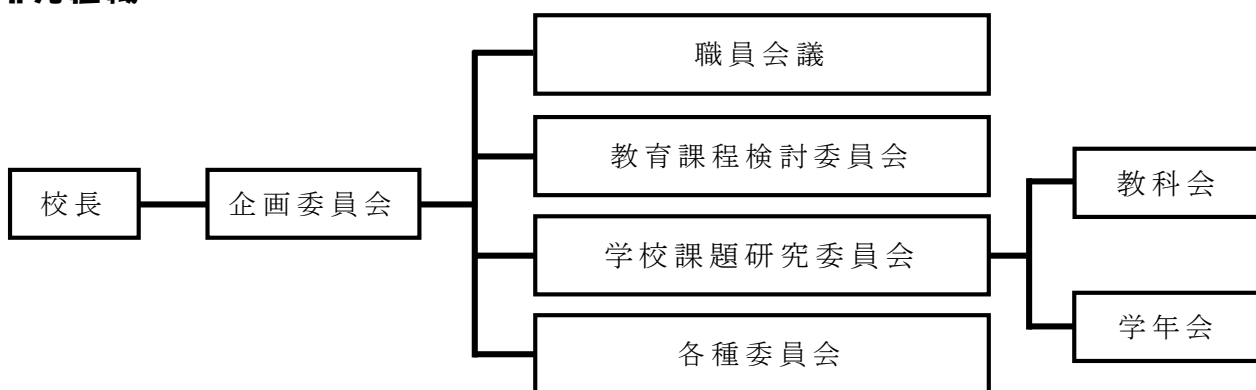 職員会議
教育課程検討委員会
校長
企画委員会
教科会
学校課題研究委員会
学年会
各種委員会